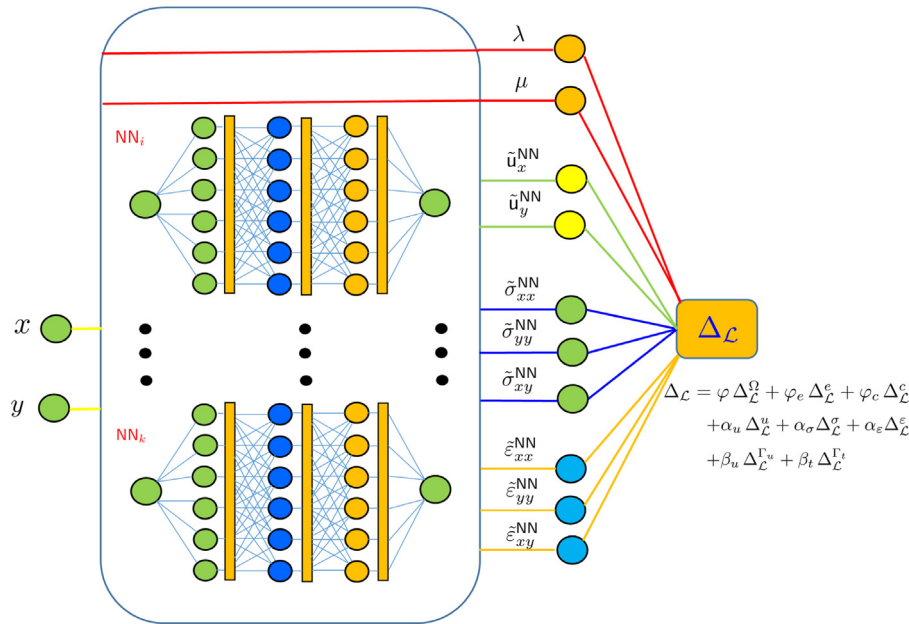 λ
μ
NN_i
ũ_x^NN
ũ_y^NN
σ̃_xx^NN
x
σ̃_yy^NN
Δ_ℒ
σ̃_xy^NN
y
Δ_ℒ = φ Δ_ℒ^Ω + φ_e Δ_ℒ^e + φ_c Δ_ℒ^c
+α_u Δ_ℒ^u + α_σ Δ_ℒ^σ + α_ε Δ_ℒ^ε
+β_u Δ_ℒ^Γ_u + β_t Δ_ℒ^Γ_t
NN_k
ε̃_xx^NN
ε̃_yy^NN
ε̃_xy^NN